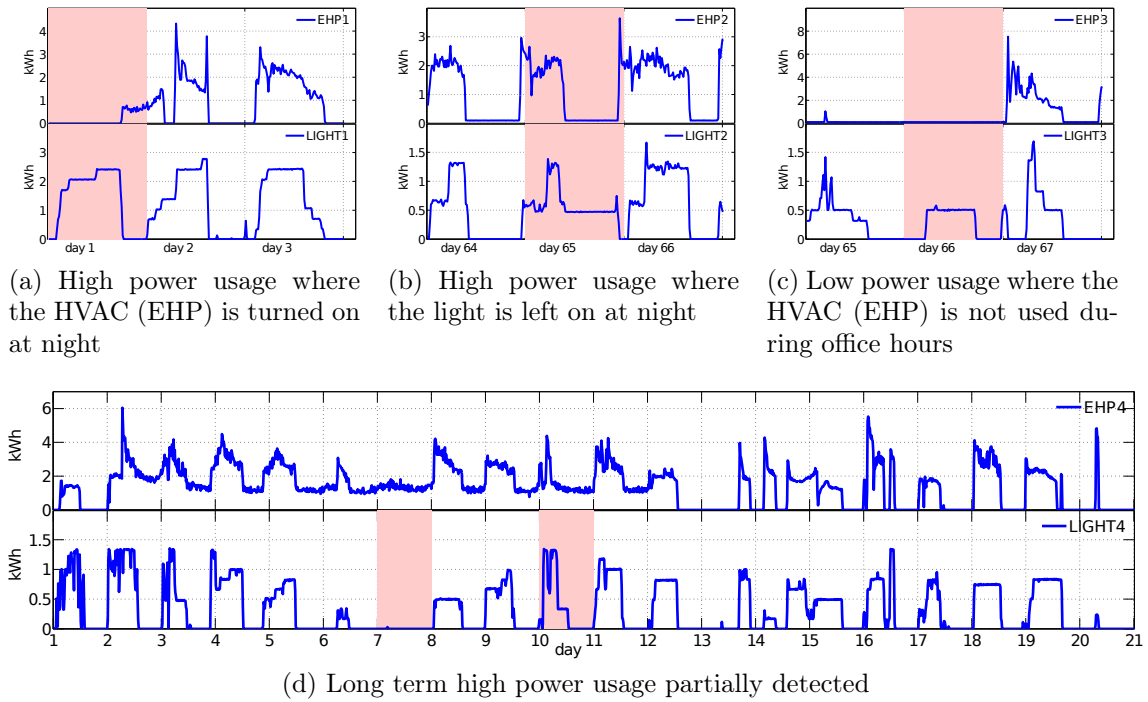 5
EHP1
4
3
kWh
2
1
0
LIGHT1
3
kWh
2
1
0
day 1
day 2
day 3
4
EHP2
3
kWh
2
1
0
LIGHT2
1.5
kWh
1
0.5
0
day 64
day 65
day 66
EHP3
8
6
kWh
4
2
0
LIGHT3
1.5
kWh
1
0.5
0
day 65
day 66
day 67
(a) High power usage where
the HVAC (EHP) is turned on
at night
(b) High power usage where
the light is left on at night
(c) Low power usage where the
HVAC (EHP) is not used du-
ring office hours
6
EHP4
kWh
4
2
0
LIGHT4
1.5
kWh
1
0.5
0
1 2 3 4 5 6 7 8 9 10 11 12 13 14 15 16 17 18 19 20 21
day
(d) Long term high power usage partially detected